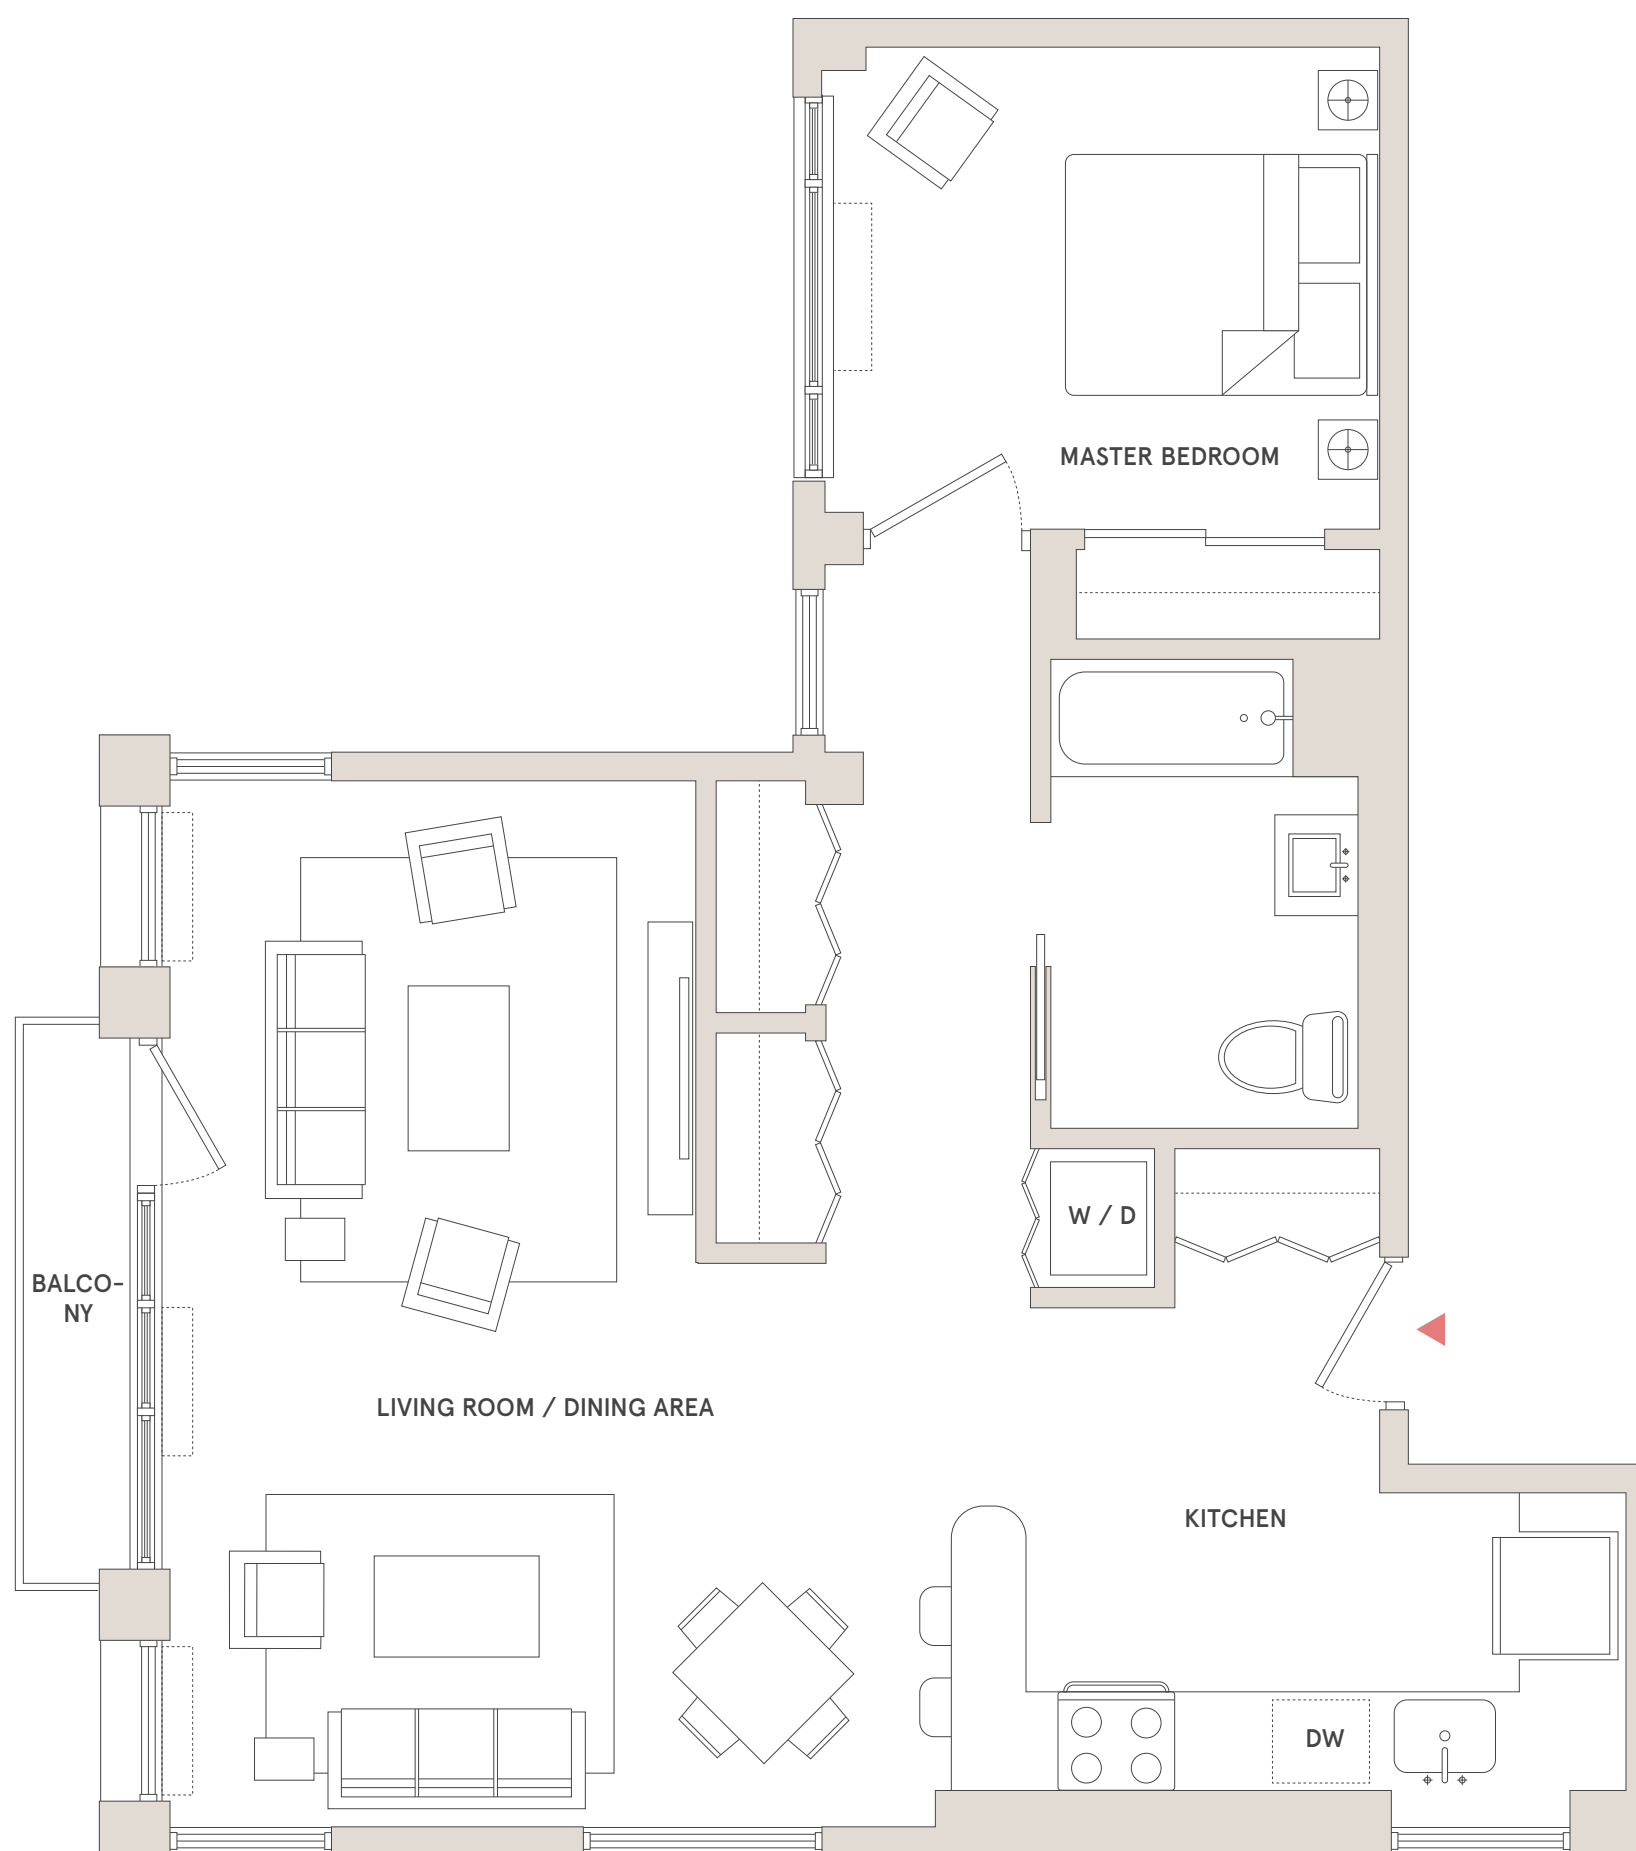 MASTER BEDROOM
W / D
BALCO-
NY
LIVING ROOM / DINING AREA
KITCHEN
DW